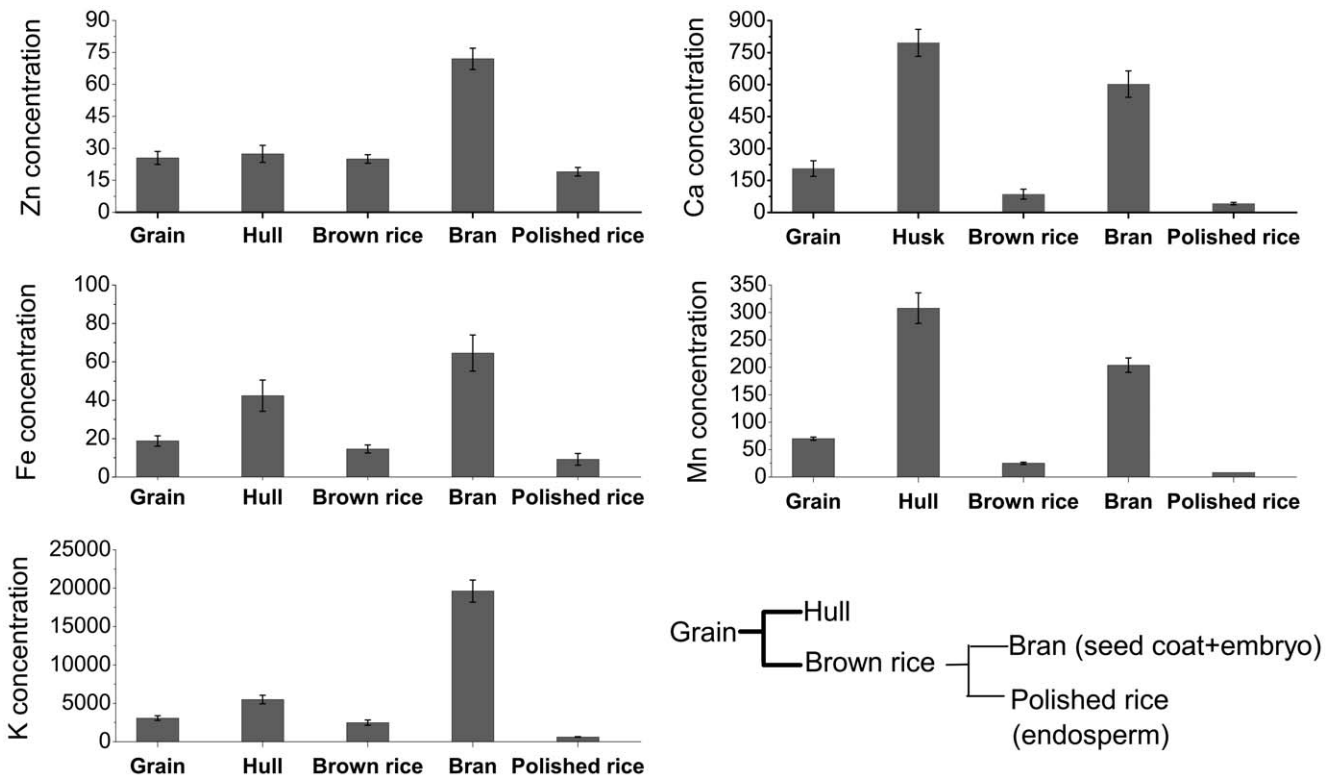 Zn concentration
90
75
60
45
30
15
0
Grain Hull Brown rice Bran Polished rice
Ca concentration
900
750
600
450
300
150
0
Grain Husk Brown rice Bran Polished rice
Fe concentration
100
80
60
40
20
0
Grain Hull Brown rice Bran Polished rice
Mn concentration
350
300
350
200
150
100
50
0
Grain Hull Brown rice Bran Polished rice
K concentration
25000
20000
15000
10000
5000
0
Grain Hull Brown rice Bran Polished rice
Grain
Hull
Brown rice
Bran (seed coat+embryo)
Polished rice
(endosperm)